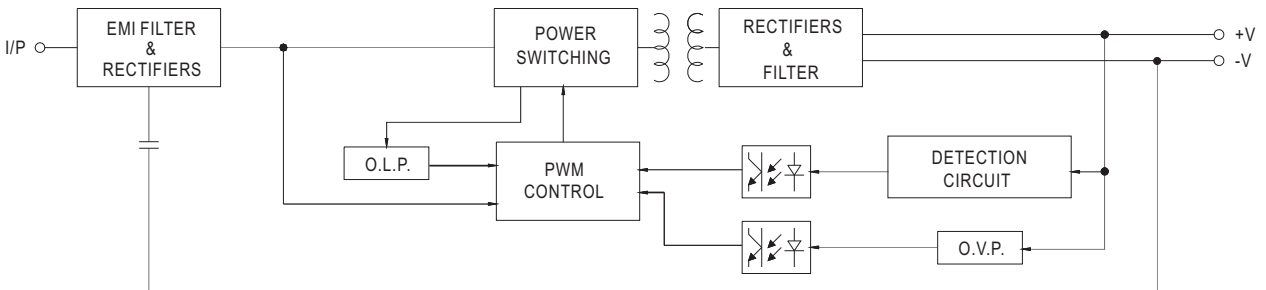 I/P
EMI FILTER
&
RECTIFIERS
POWER
SWITCHING
RECTIFIERS
&
FILTER
+V
-V
O.L.P.
PWM
CONTROL
DETECTION
CIRCUIT
O.V.P.